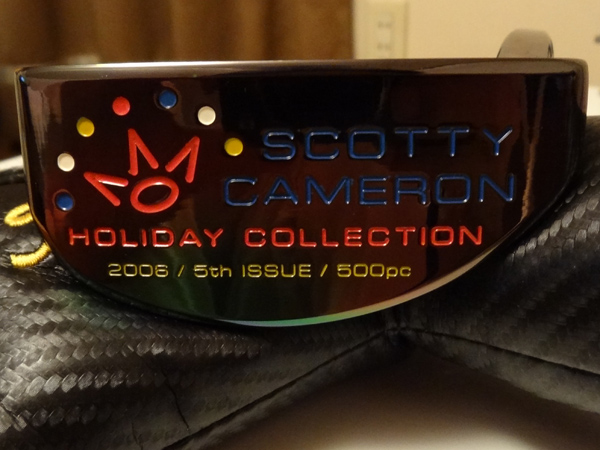 SCOTTY
CAMERON
HOLIDAY COLLECTION
2006 / 5th ISSUE / 500pc